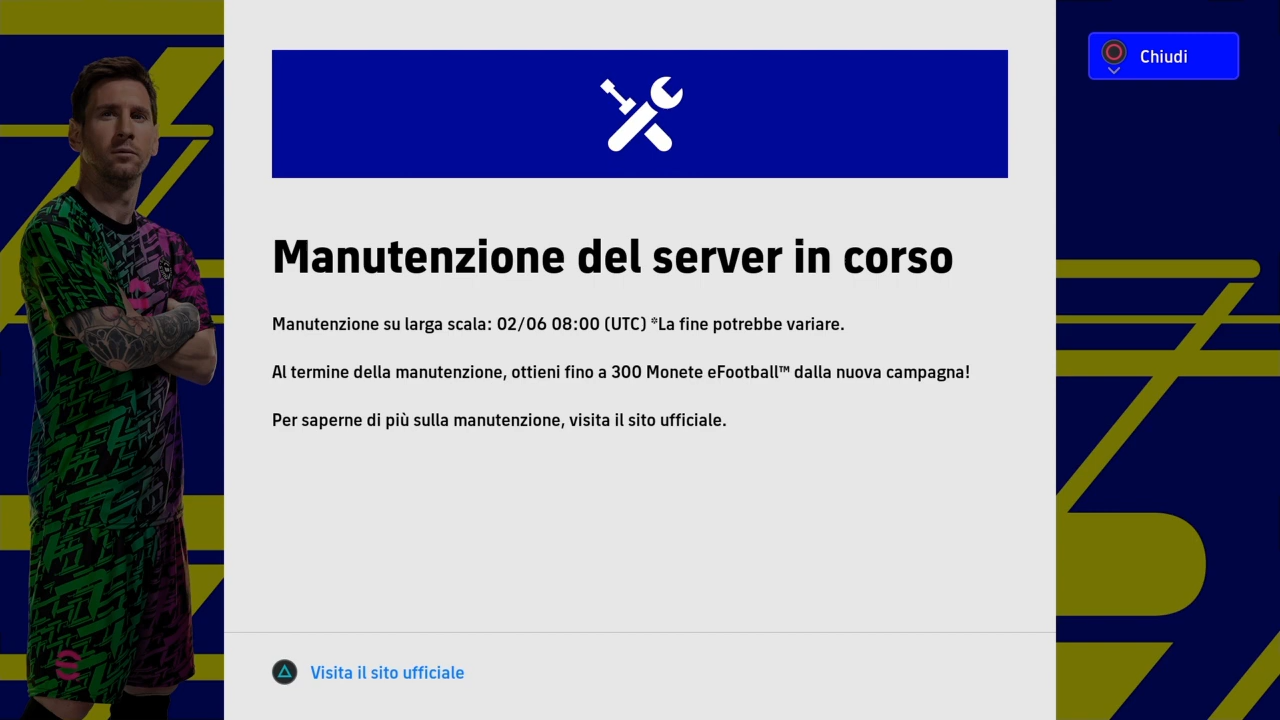 Chiudi
Manutenzione del server in corso
Manutenzione su larga scala: 02/06 08:00 (UTC) *La fine potrebbe variare.
Al termine della manutenzione, ottieni fino a 300 Monete eFootball™ dalla nuova campagna!
Per saperne di più sulla manutenzione, visita il sito ufficiale.
Visita il sito ufficiale